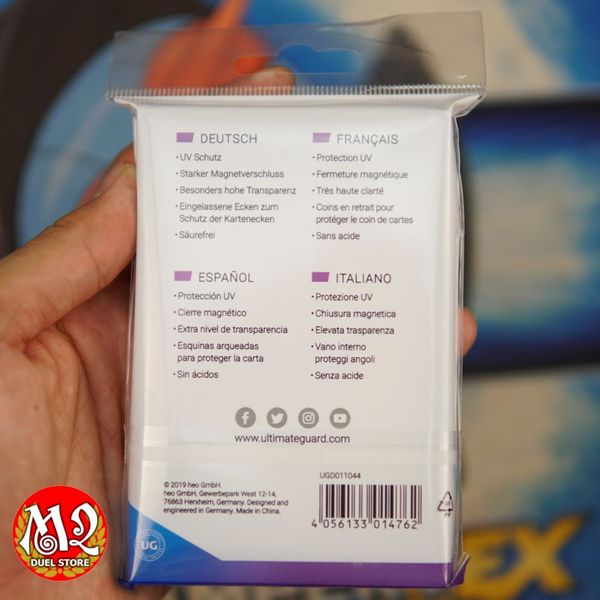 DEUTSCH
• UV Schutz
• Starker Magnetverschluss
• Besonders hohe Transparenz
• Eingelassene Ecken zum
Schutz der Kartenecken
• Säurefrei
FRANÇAIS
• Protection UV
• Fermeture magnétique
• Très haute clarté
• Coins en retrait pour
protéger le coin de cartes
• Sans acide
ESPAÑOL
• Protección UV
• Cierre magnético
• Extra nivel de transparencia
• Esquinas arqueadas
para proteger la carta
• Sin ácidos
ITALIANO
• Protezione UV
• Chiusura magnetica
• Elevata trasparenza
• Vano interno
proteggi angoli
• Senza acide
www.ultimateguard.com
© 2019 heo GmbH.
heo GmbH, Gewerbepark West 12-14,
76863 Herxheim, Germany. Designed and
engineered in Germany. Made in China.
UGD011044
4 056133 014762
PP
UG
M2
DUEL STORE
EX